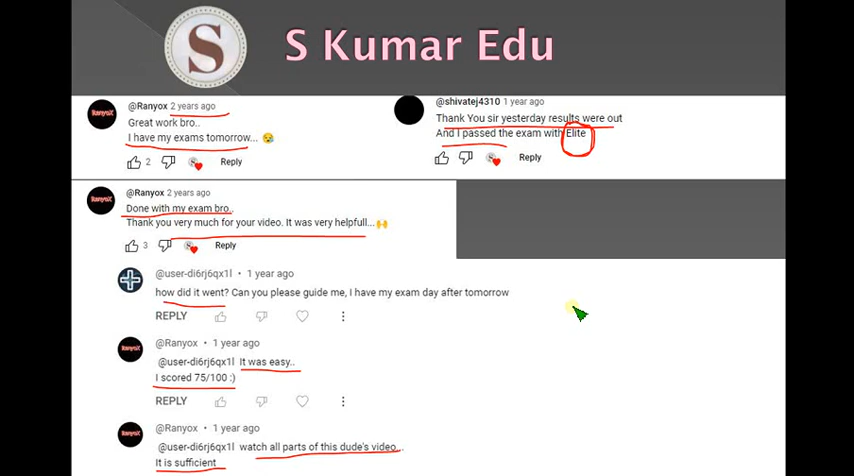 S
S Kumar Edu
RanyoX
@Ranyox 2 years ago
Great work bro..
I have my exams tomorrow... 😪
2 Reply
@shivatej4310 1 year ago
Thank You sir yesterday results were out
And I passed the exam with Elite
Reply
RanyoX
@Ranyox 2 years ago
Done with my exam bro..
Thank you very much for your video. It was very helpfull...🙌
3 Reply
@user-di6rj6qx1l • 1 year ago
how did it went? Can you please guide me, I have my exam day after tomorrow
REPLY
RanyoX
@Ranyox • 1 year ago
@user-di6rj6qx1l It was easy..
I scored 75/100 :)
REPLY
RanyoX
@Ranyox • 1 year ago
@user-di6rj6qx1l watch all parts of this dude's video..
It is sufficient